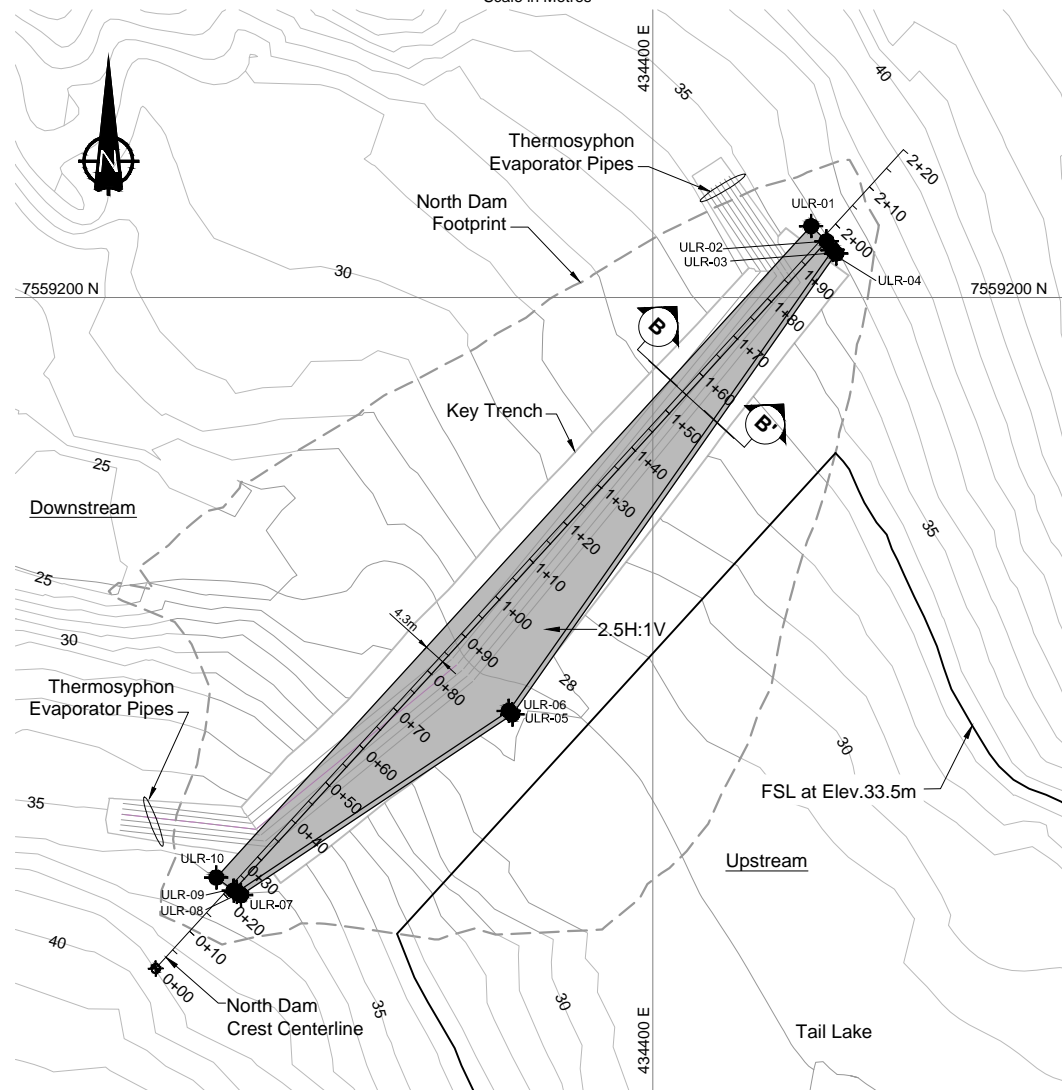 Scale in Metres
434400 E
40
35
Thermosyphon
Evaporator Pipes
2+20
2+10
2+00
ULR-01
North Dam
Footprint
ULR-02
ULR-03
ULR-04
N
30
7559200 N
7559200 N
1+90
1+80
B
1+70
1+60
Key Trench
B'
1+50
1+40
25
1+30
Downstream
35
1+20
25
1+10
1+00
4.3m
2.5H:1V
30
0+90
0+80
28
Thermosyphon
Evaporator Pipes
ULR-06
ULR-05
0+70
30
0+60
FSL at Elev.33.5m
35
0+50
0+40
ULR-10
Upstream
0+30
ULR-09
ULR-07
ULR-08
0+20
40
0+10
0+00
30
North Dam
Crest Centerline
35
434400 E
Tail Lake